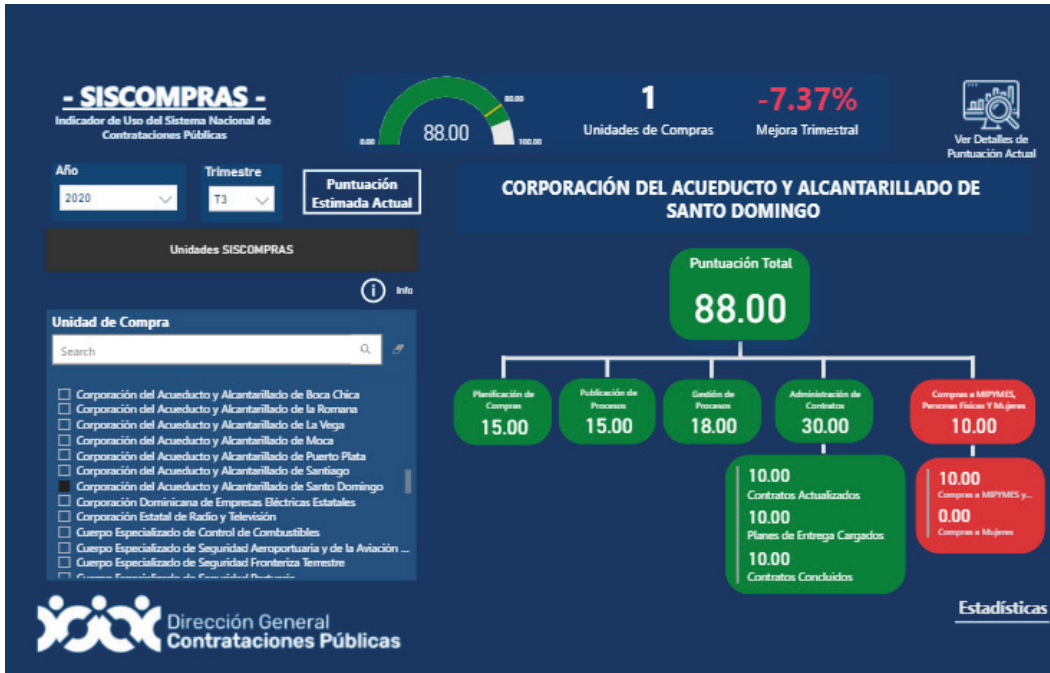 - SISCOMPRAS -
Indicador de Uso del Sistema Nacional de
Contrataciones Públicas
80.00
0.00
88.00
100.00
1
Unidades de Compras
-7.37%
Mejora Trimestral
Ver Detalles de
Puntuación Actual
Año
2020
Trimestre
T3
Puntuación
Estimada Actual
CORPORACIÓN DEL ACUEDUCTO Y ALCANTARILLADO DE
SANTO DOMINGO
Unidades SISCOMPRAS
i Info
Unidad de Compra
Search
Corporación del Acueducto y Alcantarillado de Boca Chica
Corporación del Acueducto y Alcantarillado de la Romana
Corporación del Acueducto y Alcantarillado de La Vega
Corporación del Acueducto y Alcantarillado de Moca
Corporación del Acueducto y Alcantarillado de Puerto Plata
Corporación del Acueducto y Alcantarillado de Santiago
Corporación del Acueducto y Alcantarillado de Santo Domingo
Corporación Dominicana de Empresas Eléctricas Estatales
Corporación Estatal de Radio y Televisión
Cuerpo Especializado de Control de Combustibles
Cuerpo Especializado de Seguridad Aeroportuaria y de la Aviación ...
Cuerpo Especializado de Seguridad Fronteriza Terrestre
Puntuación Total
88.00
Planificación de
Compras
15.00
Publicación de
Procesos
15.00
Gestión de
Procesos
18.00
Administración de
Contratos
30.00
Compras a MIPYMES,
Personas Físicas Y Mujeres
10.00
10.00
Contratos Actualizados
10.00
Planes de Entrega Cargados
10.00
Contratos Concluidos
10.00
Compras a MIPYMES y...
0.00
Compras a Mujeres
Estadísticas
Dirección General
Contrataciones Públicas